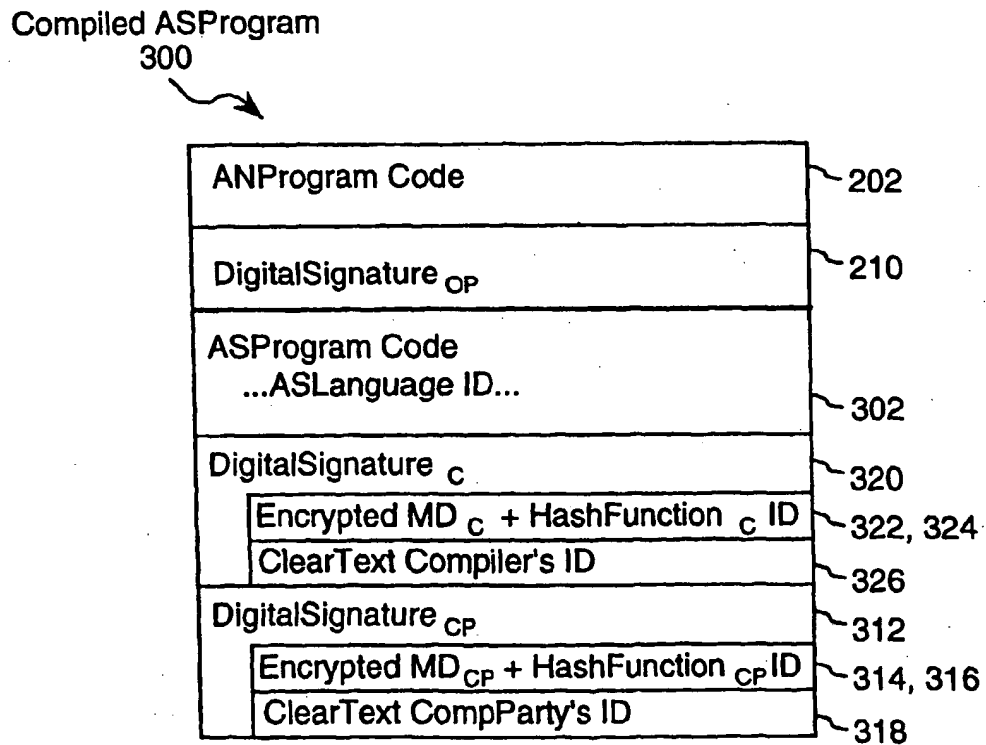 Compiled ASProgram
300
ANProgram Code
202
DigitalSignature OP
210
ASProgram Code
...ASLanguage ID...
302
DigitalSignature C
320
Encrypted MD C + HashFunction C ID
322, 324
ClearText Compiler's ID
326
DigitalSignature CP
312
Encrypted MD CP + HashFunction CP ID
314, 316
ClearText CompParty's ID
318